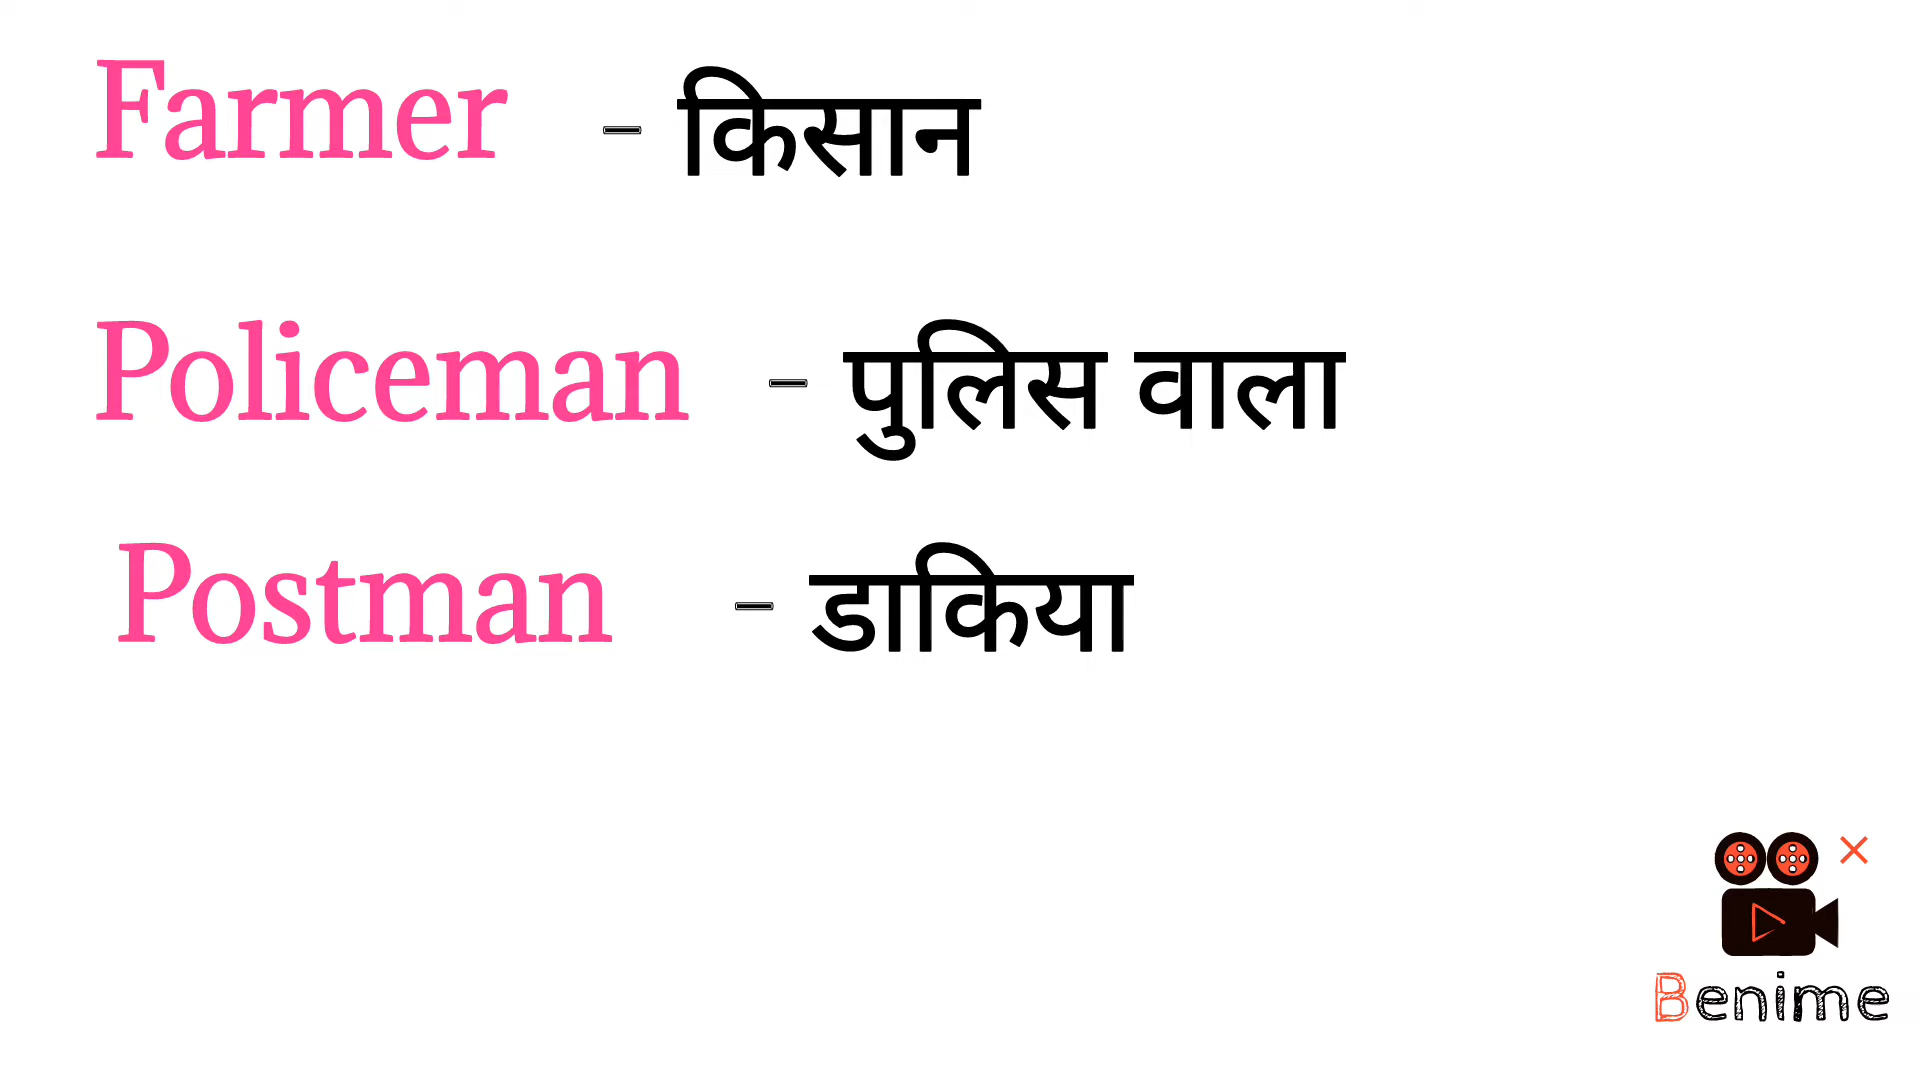 Farmer - किसान
Policeman - पुलिस वाला
Postman - डाकिया
Benime